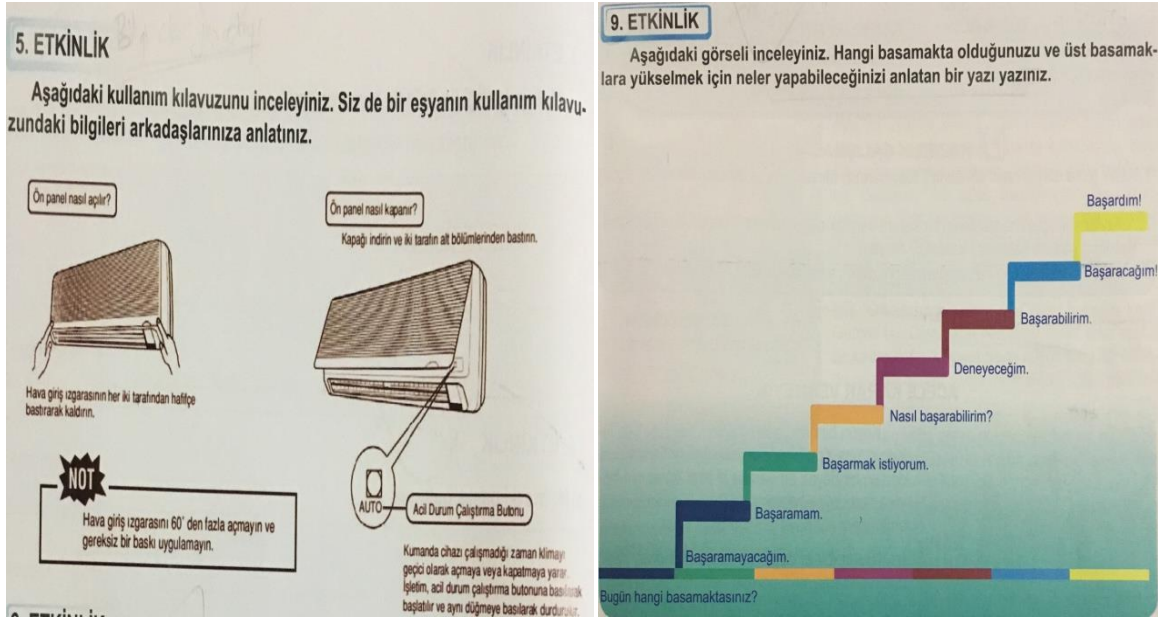 5. ETKİNLİK
Aşağıdaki kullanım kılavuzunu inceleyiniz. Siz de bir eşyanın kullanım kılavu-
zundaki bilgileri arkadaşlarınıza anlatınız.
Ön panel nasıl açılır?
Hava giriş ızgarasının her iki tarafından hafifçe
bastırarak kaldırın.
NOT
Hava giriş ızgarasını 60° den fazla açmayın ve
gereksiz bir baskı uygulamayın.
Ön panel nasıl kapanır?
Kapağı indirin ve iki tarafın alt bölümlerinden bastırın.
AUTO
Acil Durum Çalıştırma Butonu
Kumanda cihazı çalışmadığı zaman klimayı
geçici olarak açmaya veya kapatmaya yarar.
İşletim, acil durum çalıştırma butonuna basılarak
başlatılır ve aynı düğmeye basılarak durdurulur.
9. ETKİNLİK
Aşağıdaki görseli inceleyiniz. Hangi basamakta olduğunuzu ve üst basamak-
lara yükselmek için neler yapabileceğinizi anlatan bir yazı yazınız.
Başardım!
Başaracağım!
Başarabilirim.
Deneyeceğim.
Nasıl başarabilirim?
Başarmak istiyorum.
Başaramam.
Başaramayacağım.
Bugün hangi basamaktasınız?